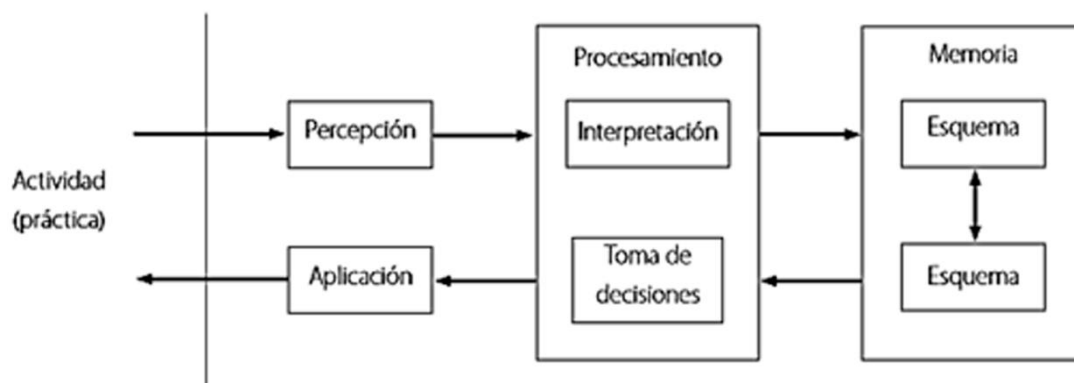 Procesamiento
Memoria
Percepción
Interpretación
Esquema
Actividad
(práctica)
Aplicación
Toma de
decisiones
Esquema